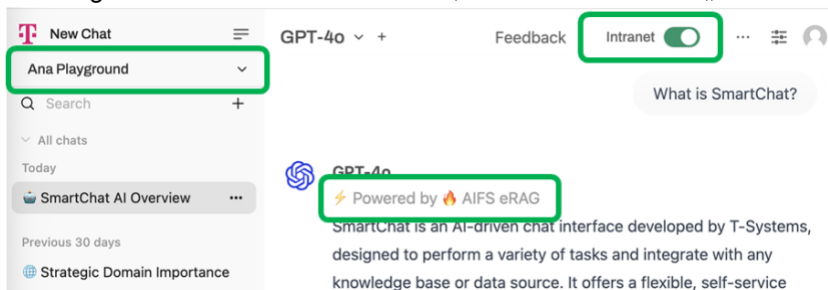 New Chat
GPT-4o
Feedback
Intranet
Ana Playground
Search
What is SmartChat?
All chats
Today
GPT-4o
SmartChat AI Overview
Powered by AIFS eRAG
SmartChat is an AI-driven chat interface developed by T-Systems,
Previous 30 days
designed to perform a variety of tasks and integrate with any
Strategic Domain Importance
knowledge base or data source. It offers a flexible, self-service